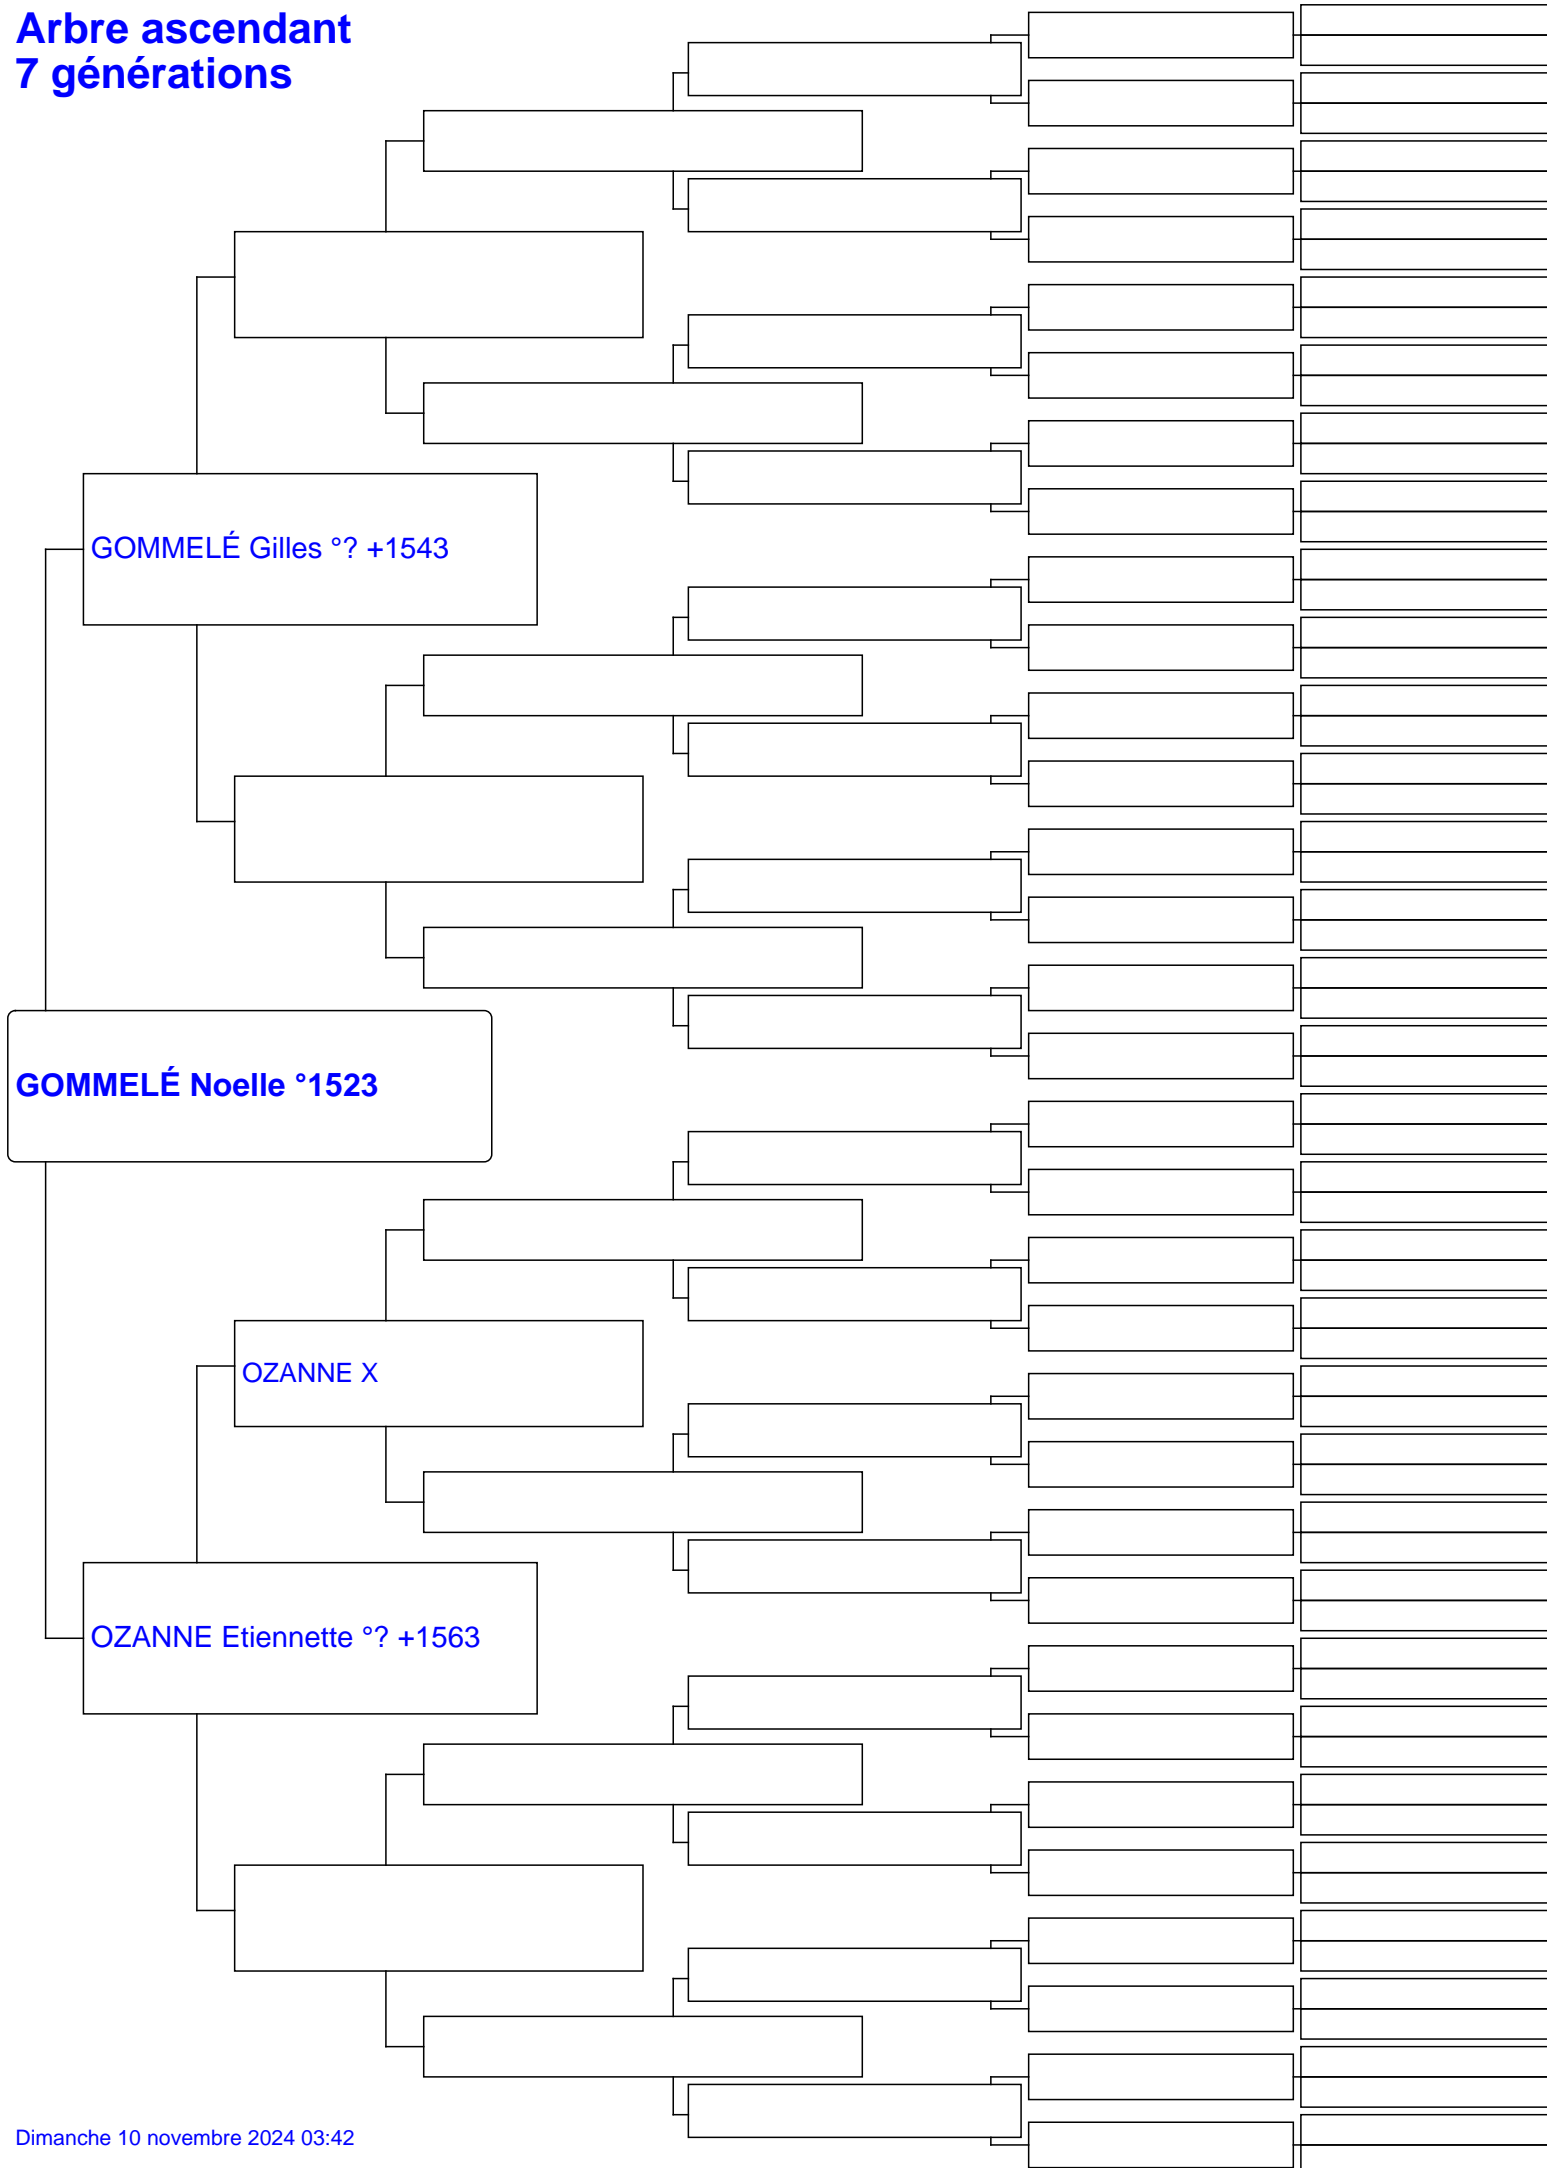 Arbre ascendant
7 générations
GOMMELÉ Gilles °? +1543
GOMMELÉ Noelle °1523
OZANNE X
OZANNE Etiennette °? +1563
Dimanche 10 novembre 2024 03:42